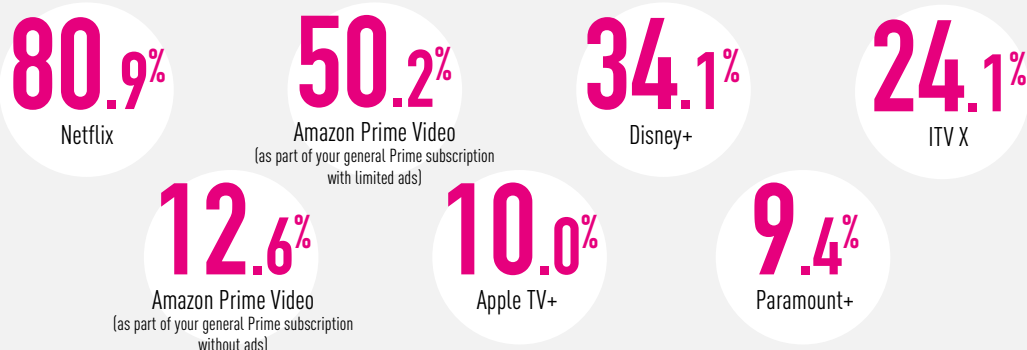 80.9%
Netflix
50.2%
Amazon Prime Video
(as part of your general Prime subscription
with limited ads)
34.1%
Disney+
24.1%
ITV X
12.6%
Amazon Prime Video
(as part of your general Prime subscription
without ads)
10.0%
Apple TV+
9.4%
Paramount+